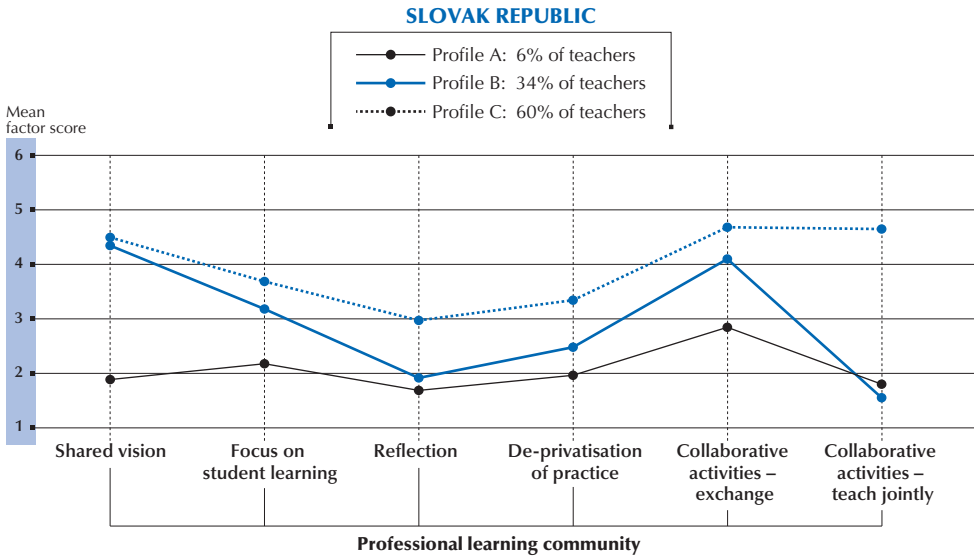 SLOVAK REPUBLIC
Profile A: 6% of teachers
Profile B: 34% of teachers
Profile C: 60% of teachers
Mean
factor score
6
5
4
3
2
1
Shared vision
Focus on
student learning
Reflection
De-privatisation
of practice
Collaborative
activities –
exchange
Collaborative
activities –
teach jointly
Professional learning community